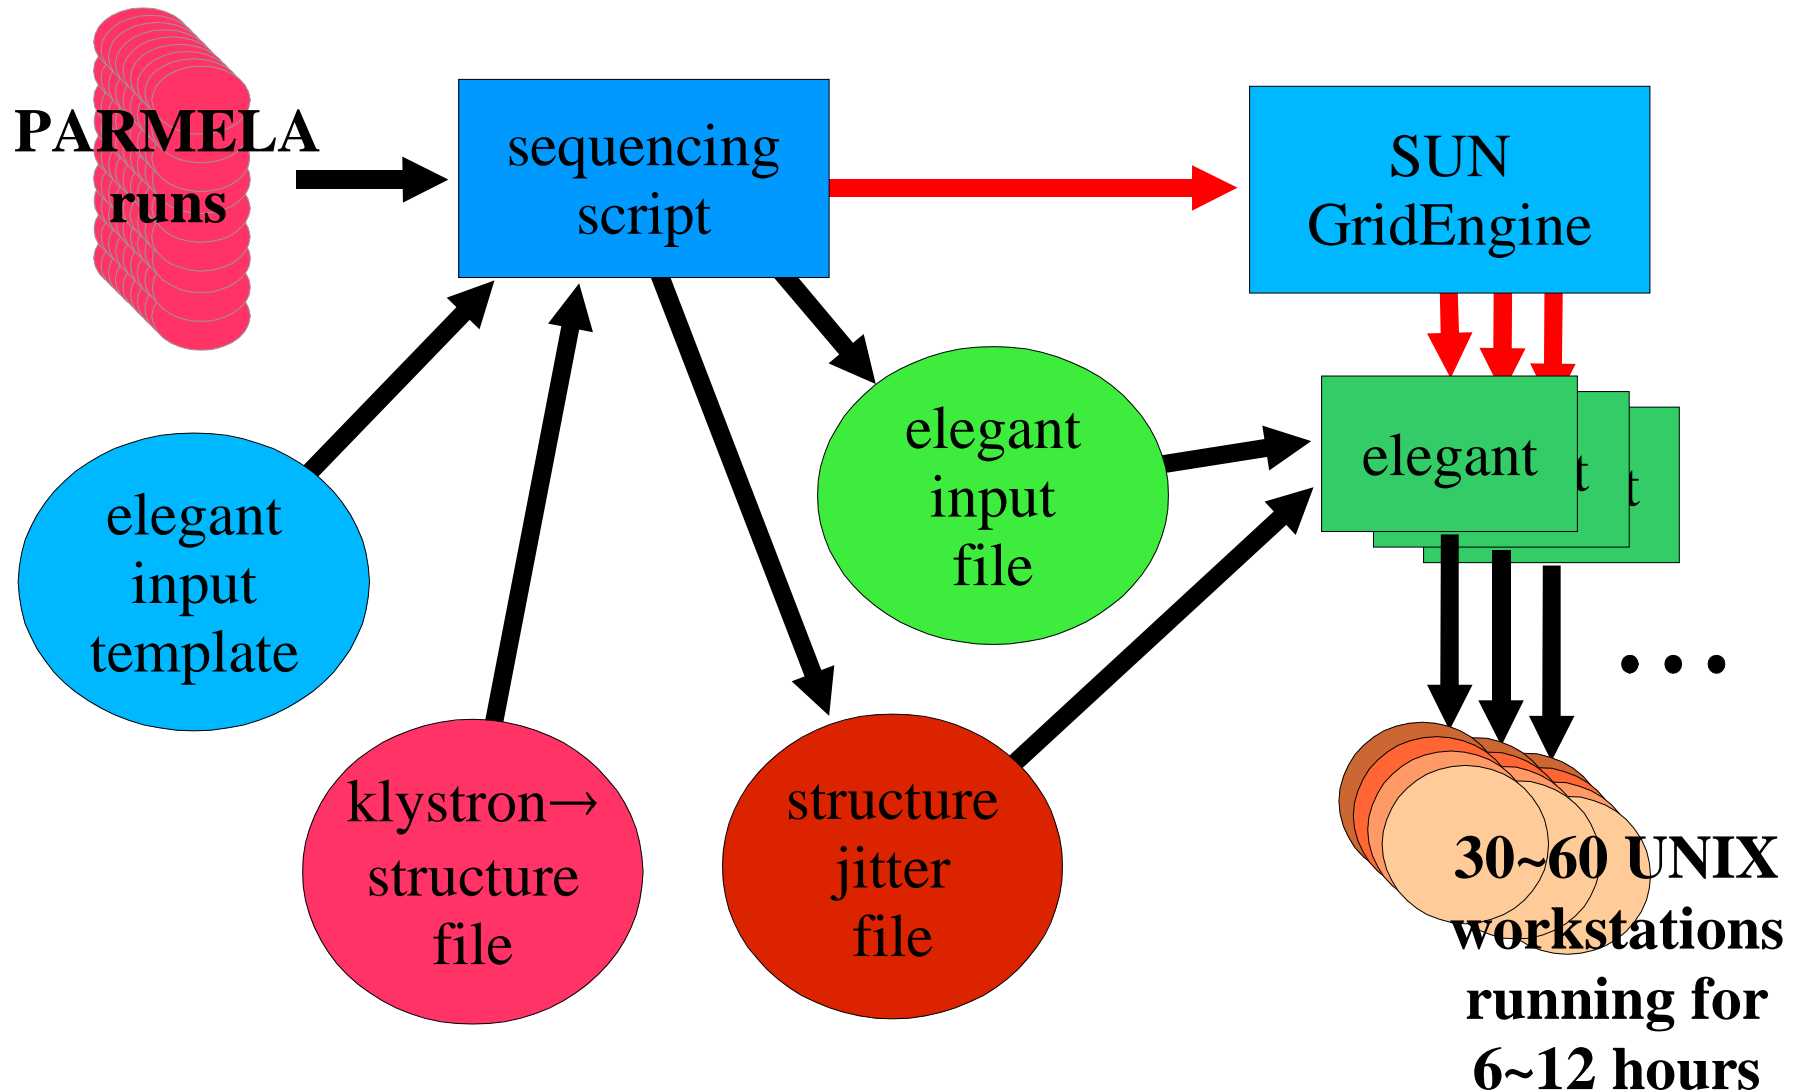 PARMELA
runs
sequencing
script
SUN
GridEngine
elegant
input
template
klystron→
structure
file
structure
jitter
file
elegant
input
file
elegant
t
t
...
30~60 UNIX
workstations
running for
6~12 hours